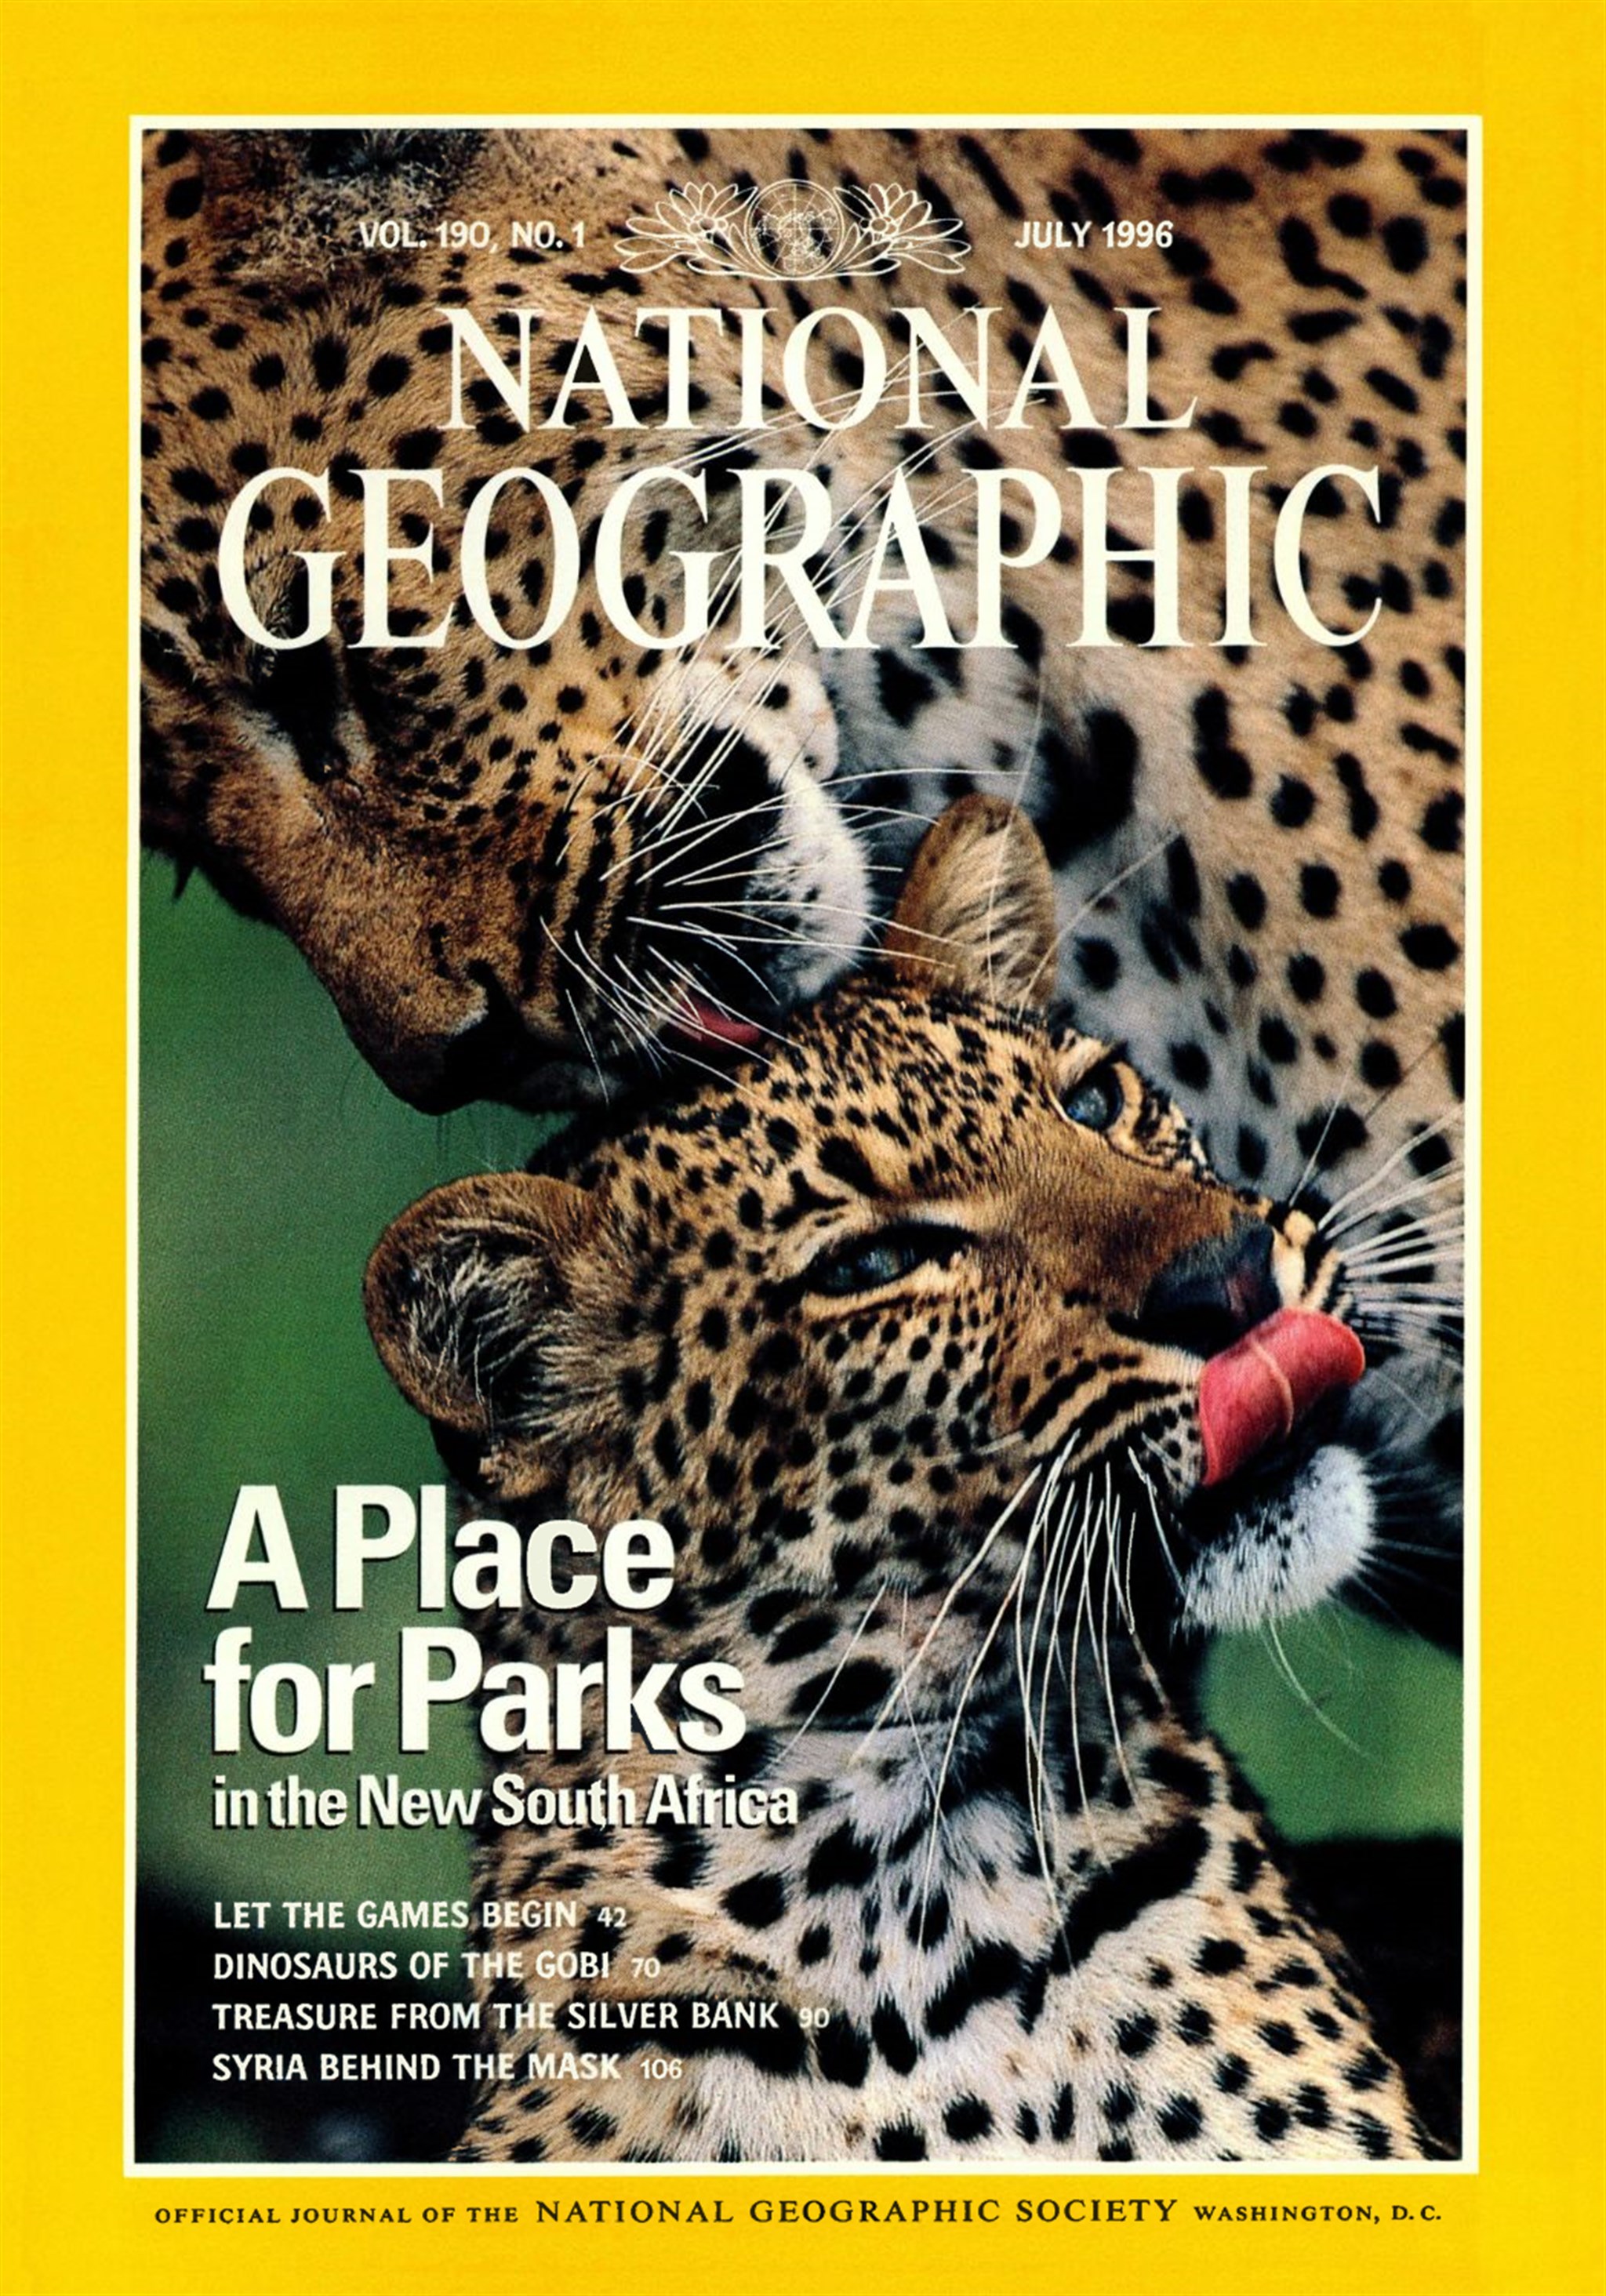 VOL. 190, NO. 1 JULY 1996
NATIONAL
GEOGRAPHIC
A Place
for Parks
in the New South Africa
LET THE GAMES BEGIN 42
DINOSAURS OF THE GOBI 70
TREASURE FROM THE SILVER BANK 90
SYRIA BEHIND THE MASK 106
OFFICIAL JOURNAL OF THE NATIONAL GEOGRAPHIC SOCIETY WASHINGTON, D.C.